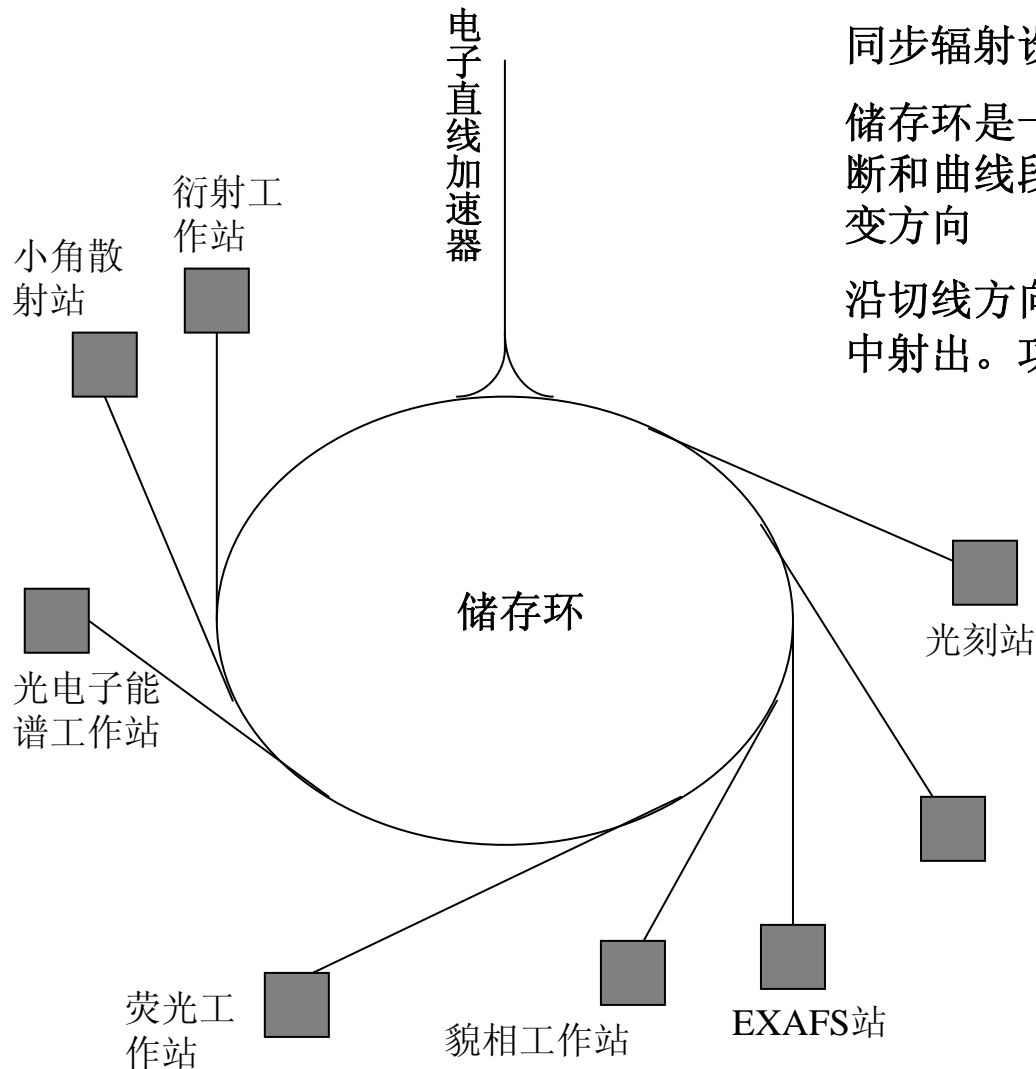 电子直线加速器
同步辐射设
储存环是一
断和曲线段
变方向
沿切线方向
中射出。功
衍射工
作站
小角散
射站
储存环
光刻站
光电子能
谱工作站
荧光工
作站
貌相工作站
EXAFS站